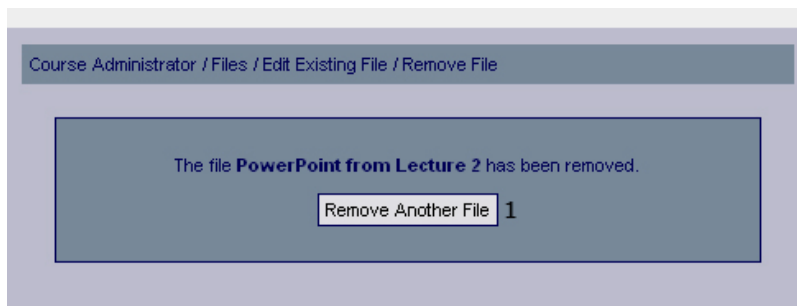 Course Administrator / Files / Edit Existing File / Remove File
The file PowerPoint from Lecture 2 has been removed.
Remove Another File 1